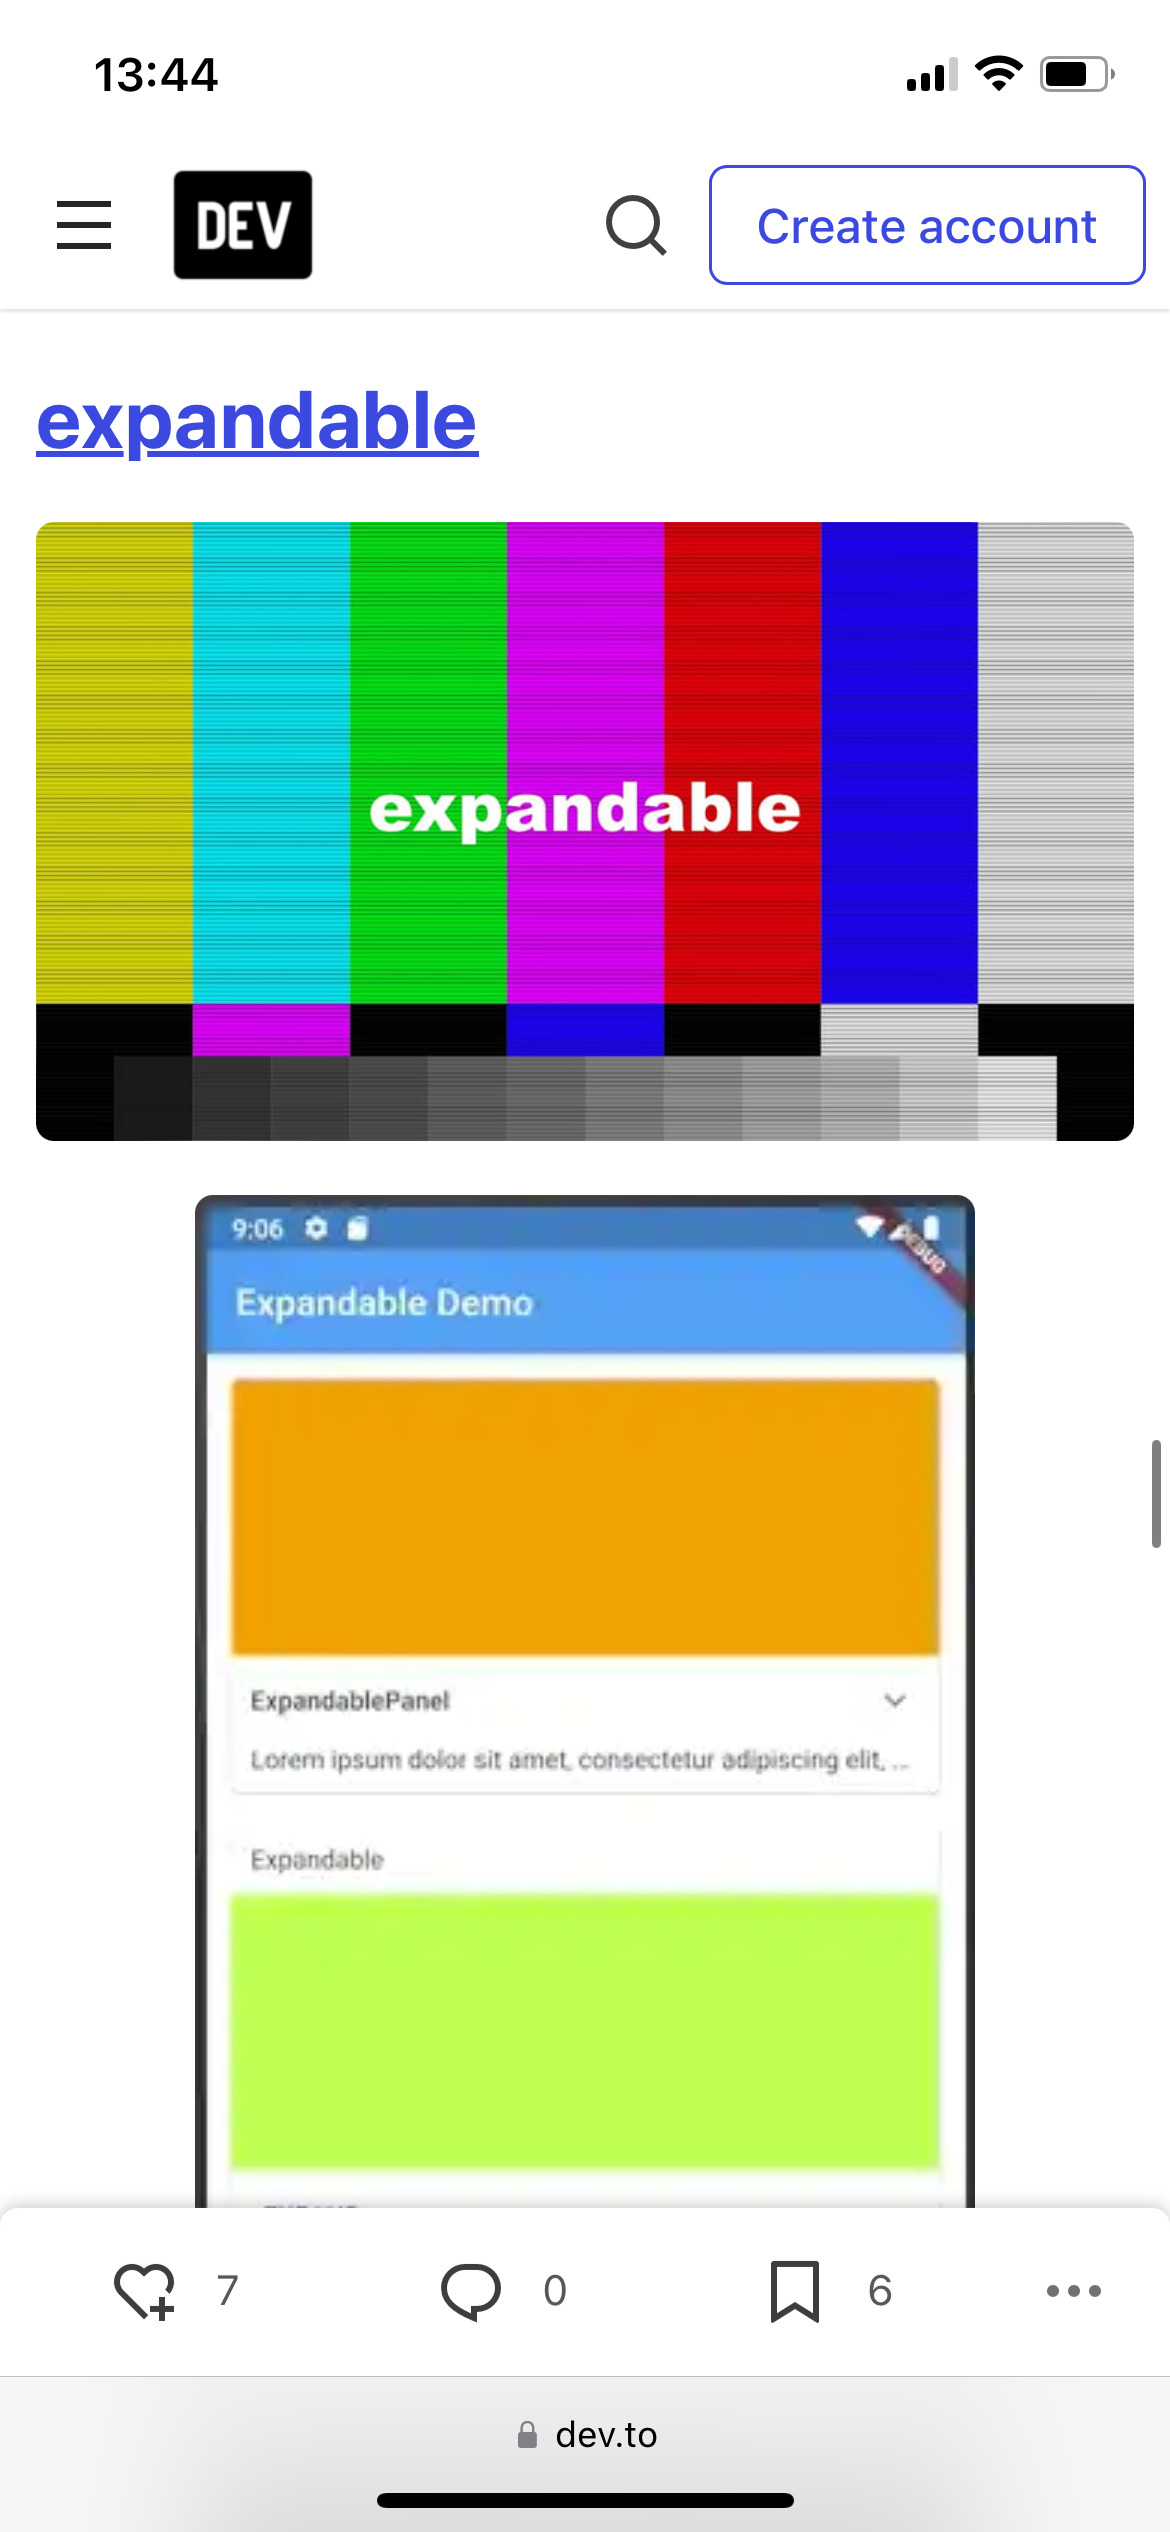 13:44
DEV
Create account
expandable
expandable
9:06
DEBUG
Expandable Demo
ExpandablePanel
Lorem ipsum dolor sit amet, consectetur adipiscing elit, ...
Expandable
7
0
6
dev.to